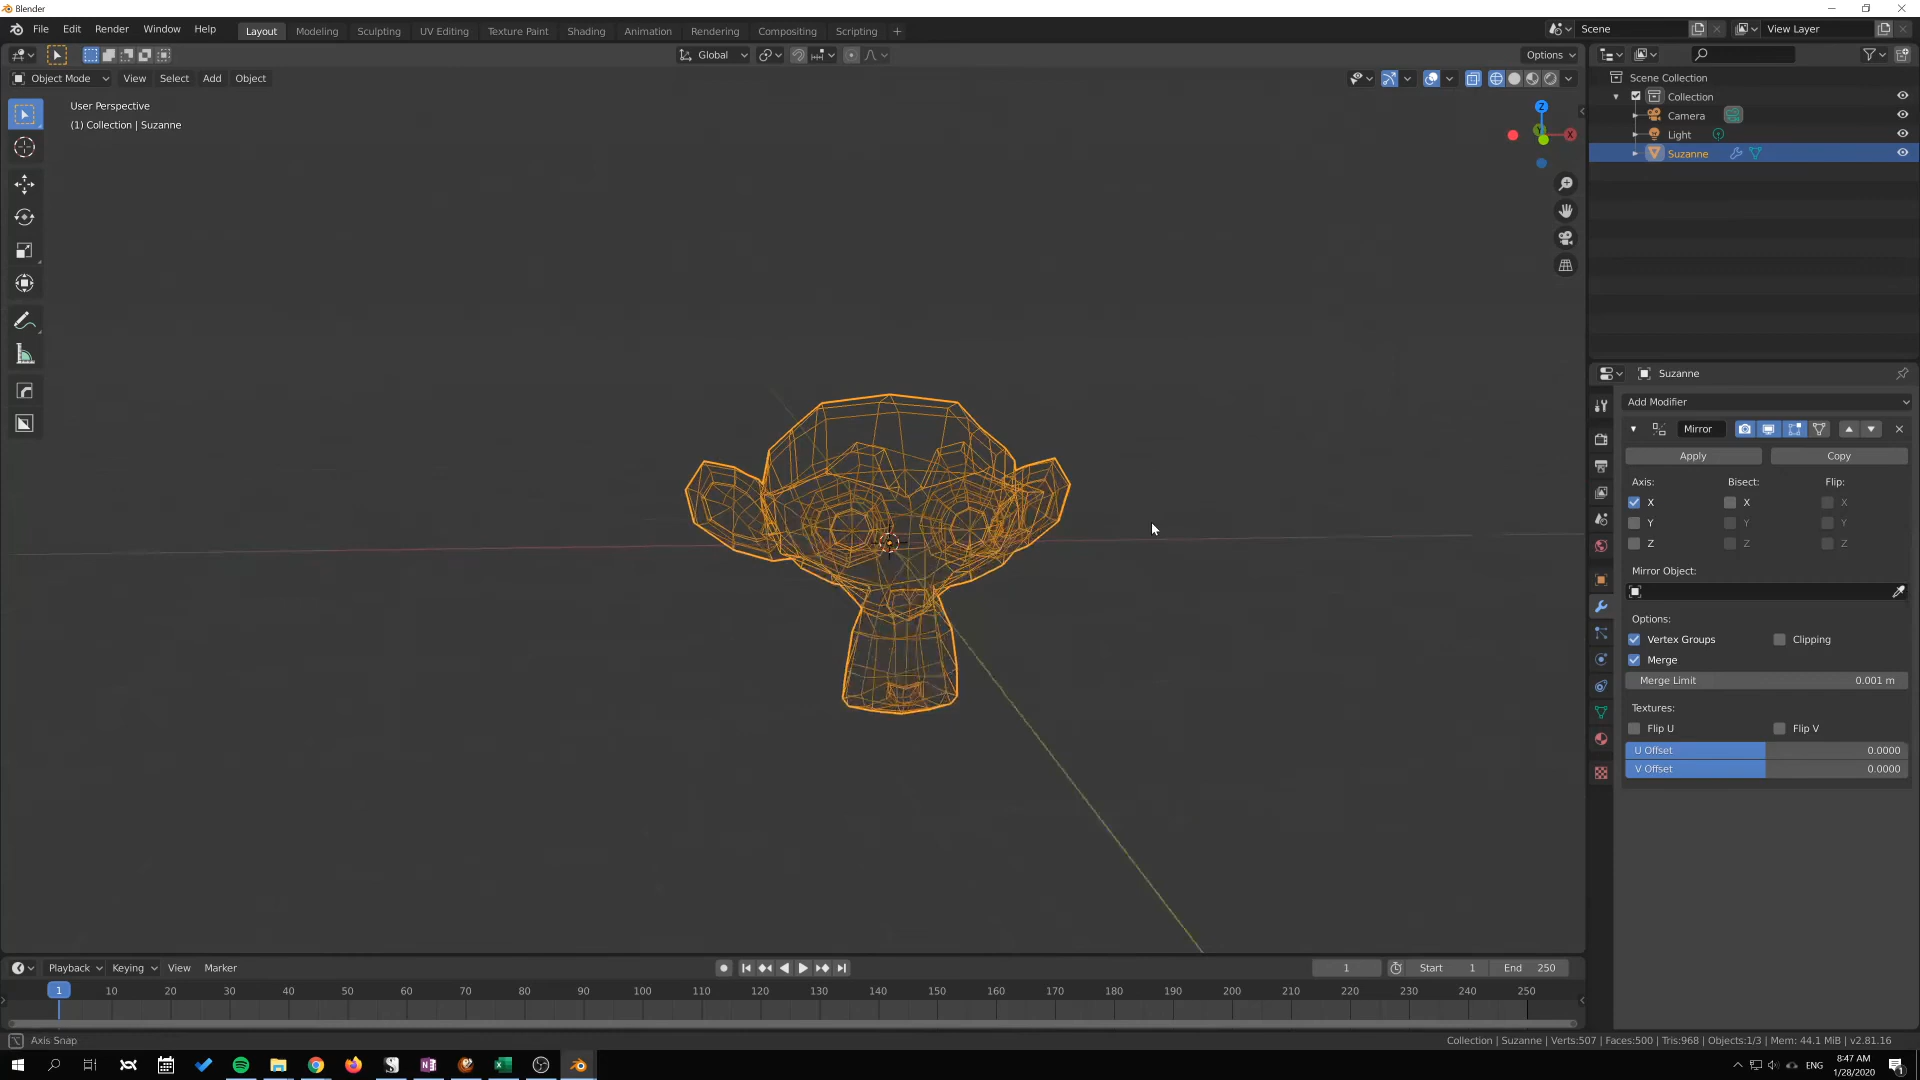 Blender
File Edit Render Window Help Layout Modeling Sculpting UV Editing Texture Paint Shading Animation Rendering Compositing Scripting + Scene View Layer
Global Options
Object Mode View Select Add Object
User Perspective
(1) Collection | Suzanne
Z
Y
X
Scene Collection
Collection
Camera
Light
Suzanne
Suzanne
Add Modifier
Mirror
Apply Copy
Axis: Bisect: Flip:
X X X
Y Y Y
Z Z Z
Mirror Object:
Options:
Vertex Groups Clipping
Merge
Merge Limit 0.001 m
Textures:
Flip U Flip V
U Offset 0.0000
V Offset 0.0000
Playback Keying View Marker 1 Start 1 End 250
1 10 20 30 40 50 60 70 80 90 100 110 120 130 140 150 160 170 180 190 200 210 220 230 240 250
Axis Snap Collection | Suzanne | Verts:507 | Faces:500 | Tris:968 | Objects:1/3 | Mem: 44.1 MiB | v2.81.16
ENG
8:47 AM
1/28/2020